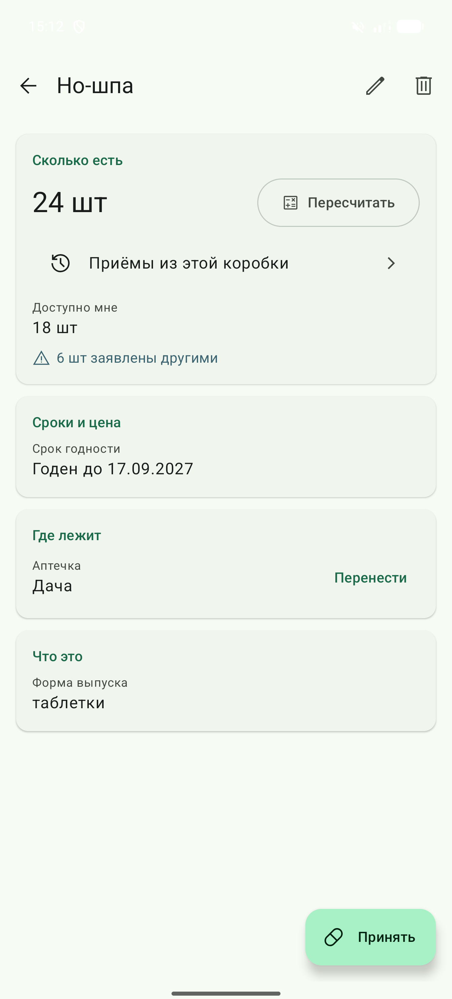 15:12
Но-шпа
Сколько есть
24 шт
Пересчитать
Приёмы из этой коробки
Доступно мне
18 шт
6 шт заявлены другими
Сроки и цена
Срок годности
Годен до 17.09.2027
Где лежит
Аптечка
Дача
Перенести
Что это
Форма выпуска
таблетки
Принять